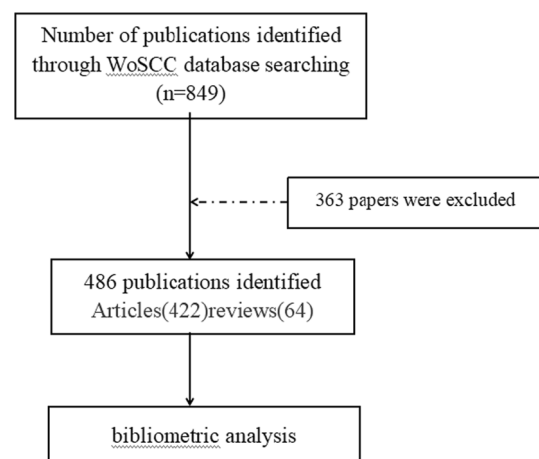 Number of publications identified
through WoSCC database searching
(n=849)
363 papers were excluded
486 publications identified
Articles(422)reviews(64)
bibliometric analysis